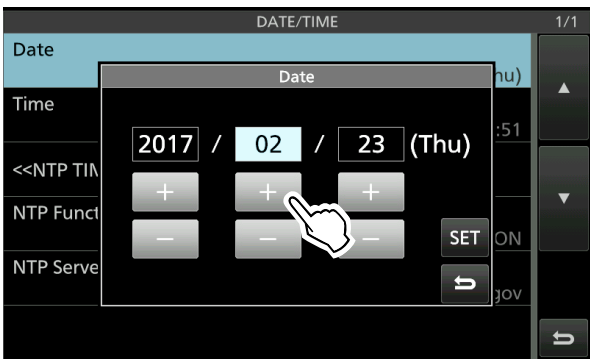 DATE/TIME 1/1
Date
hu)
Date
Time
:51
2017 / 02 / 23 (Thu)
<<NTP TIM
+ + +
NTP Funct
ON
- - -
SET
NTP Serve
gov